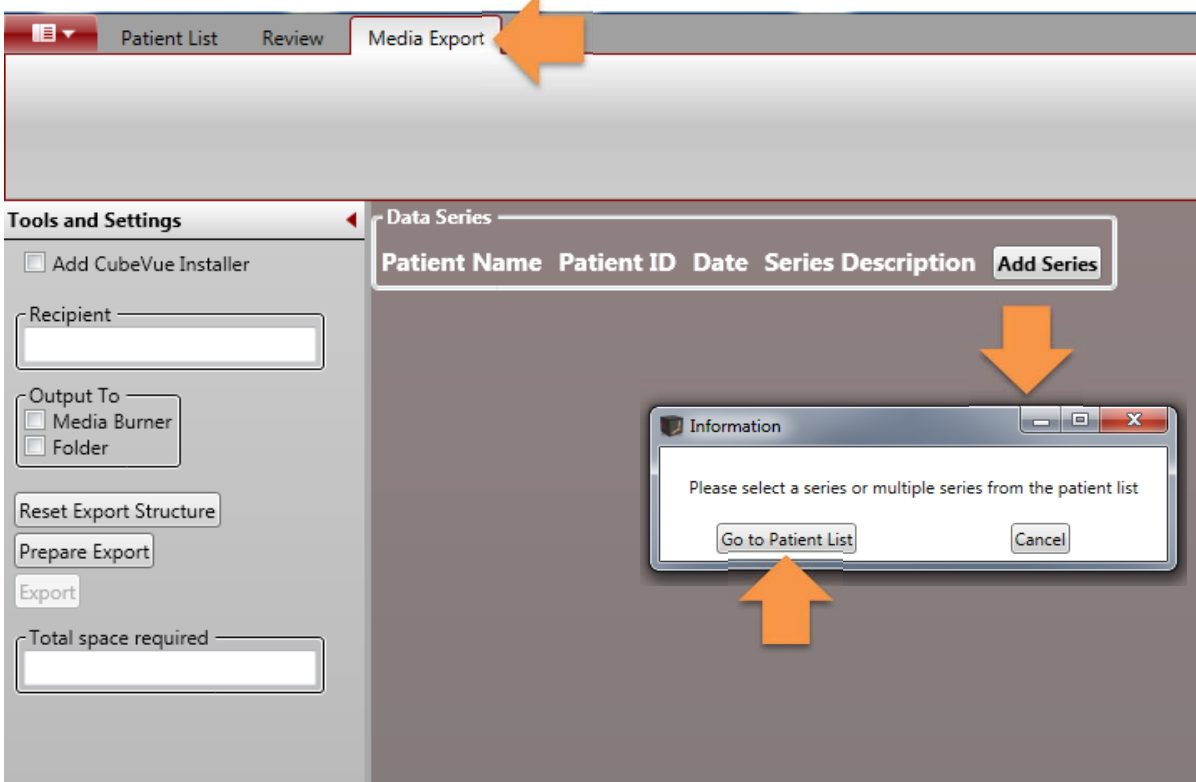 Patient List Review Media Export
Tools and Settings
Add CubeVue Installer
Recipient
Output To
Media Burner
Folder
Reset Export Structure
Prepare Export
Export
Total space required
Data Series
Patient Name Patient ID Date Series Description Add Series
Information
Please select a series or multiple series from the patient list
Go to Patient List Cancel